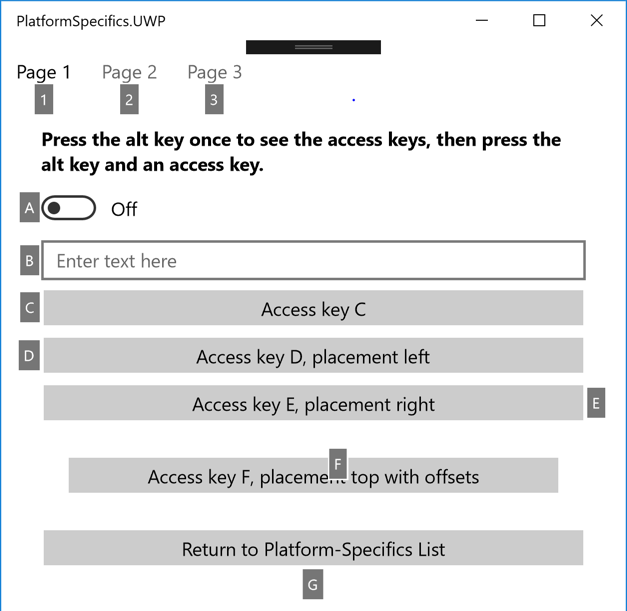 PlatformSpecifics.UWP
Page 1 Page 2 Page 3
1 2 3
Press the alt key once to see the access keys, then press the
alt key and an access key.
A Off
B Enter text here
C Access key C
D Access key D, placement left
Access key E, placement right E
F
Access key F, placement top with offsets
Return to Platform-Specifics List
G